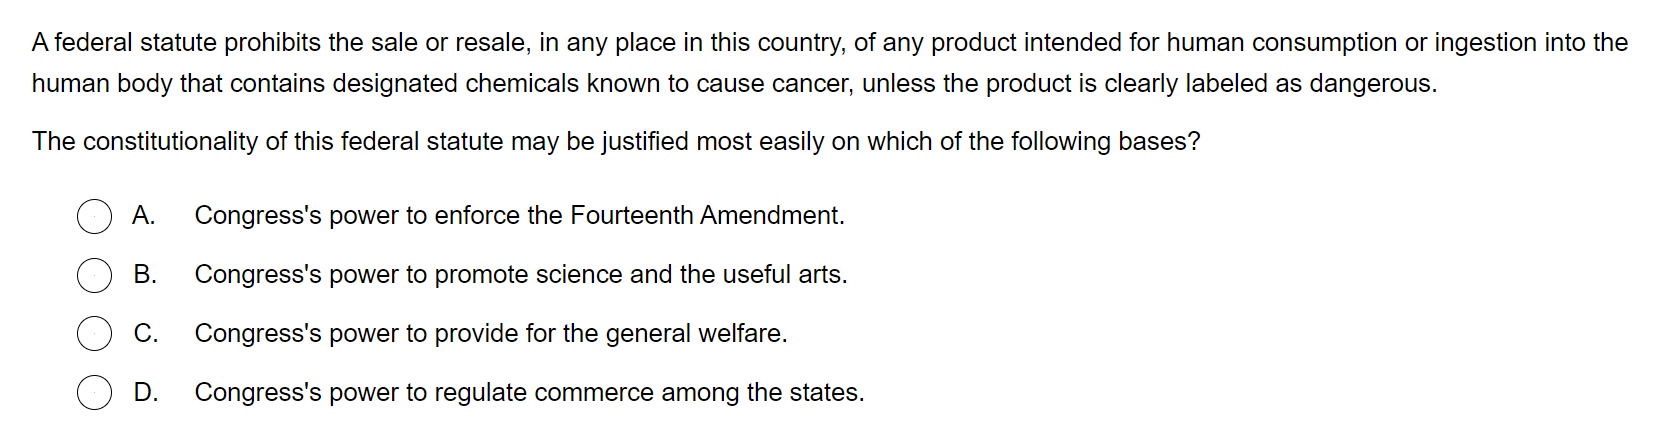 A federal statute prohibits the sale or resale, in any place in this country, of any product intended for human consumption or ingestion into the
human body that contains designated chemicals known to cause cancer, unless the product is clearly labeled as dangerous.
The constitutionality of this federal statute may be justified most easily on which of the following bases?
A. Congress's power to enforce the Fourteenth Amendment.
B. Congress's power to promote science and the useful arts.
C. Congress's power to provide for the general welfare.
D. Congress's power to regulate commerce among the states.